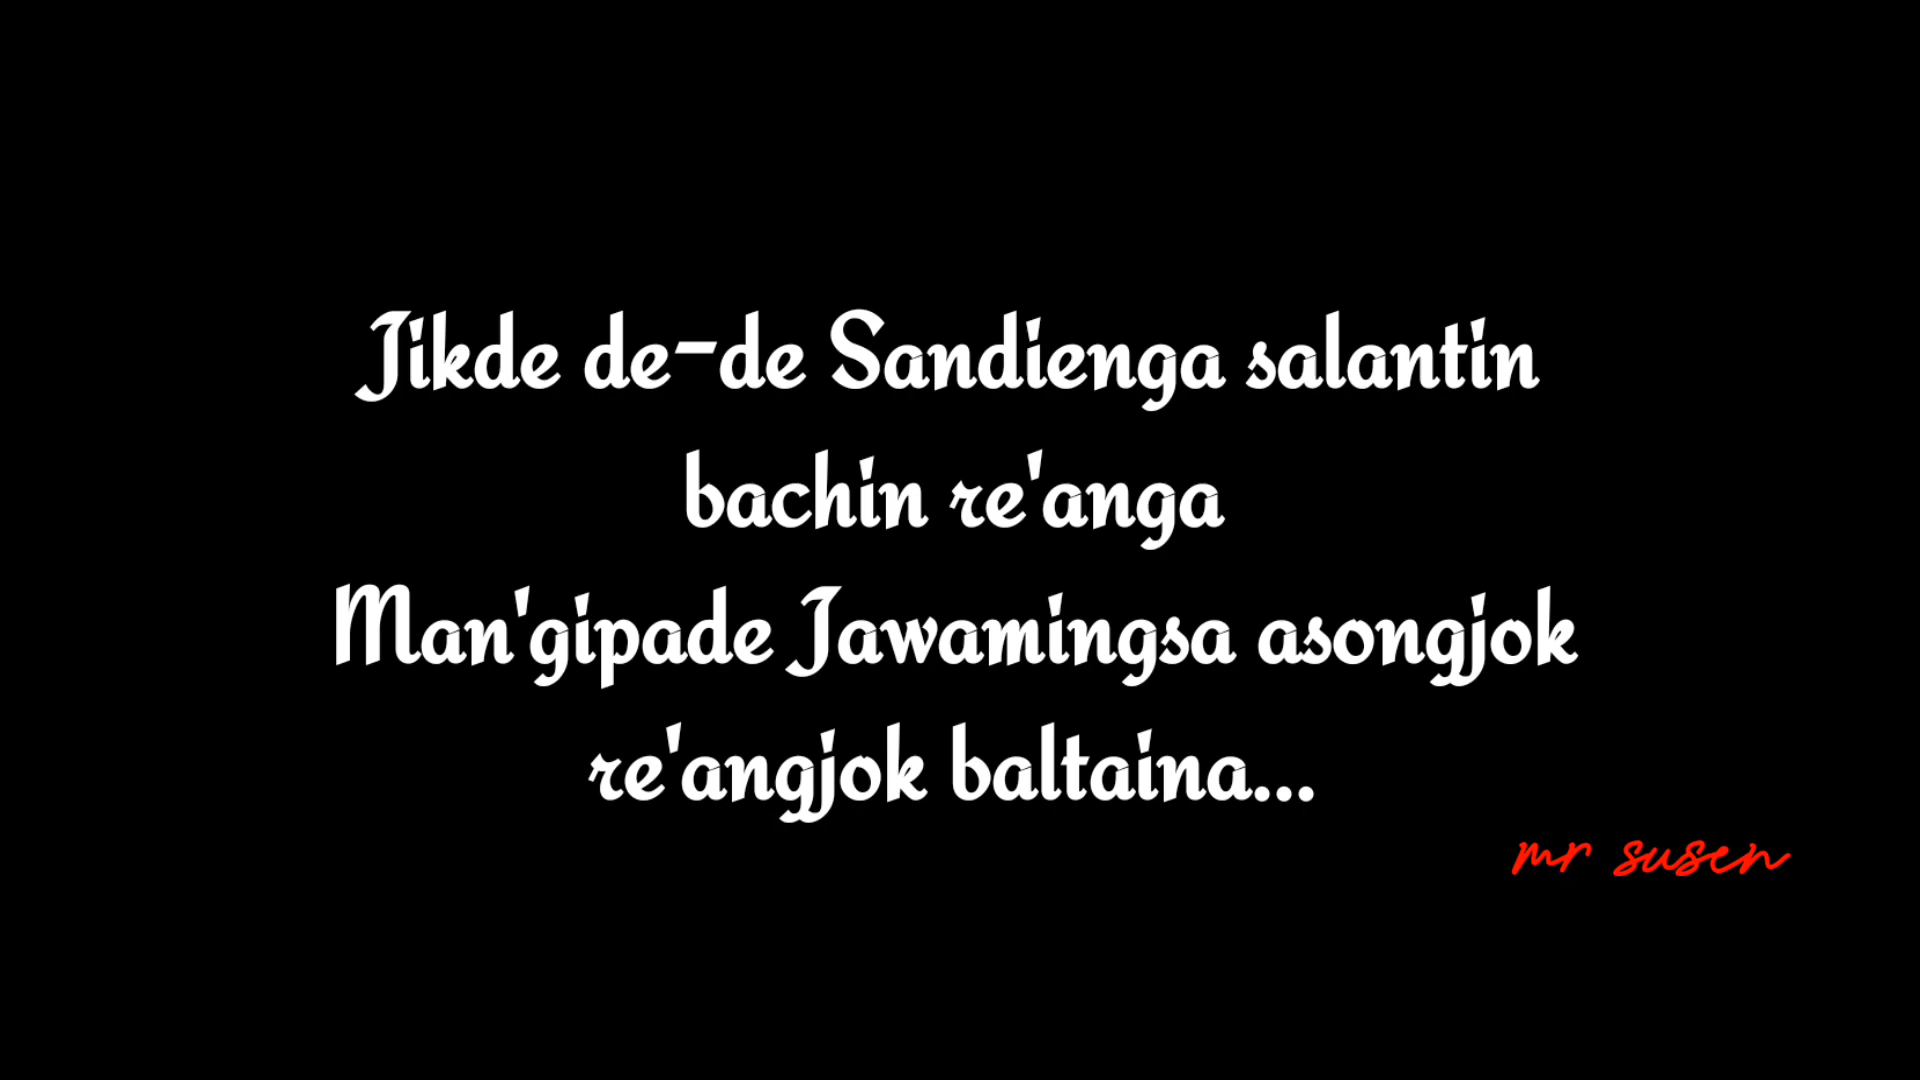 Jikde de-de Sandienga salantin
bachin re'anga
Man'gipade Jawamingsa asongjok
re'angjok baltaina...
mr susen